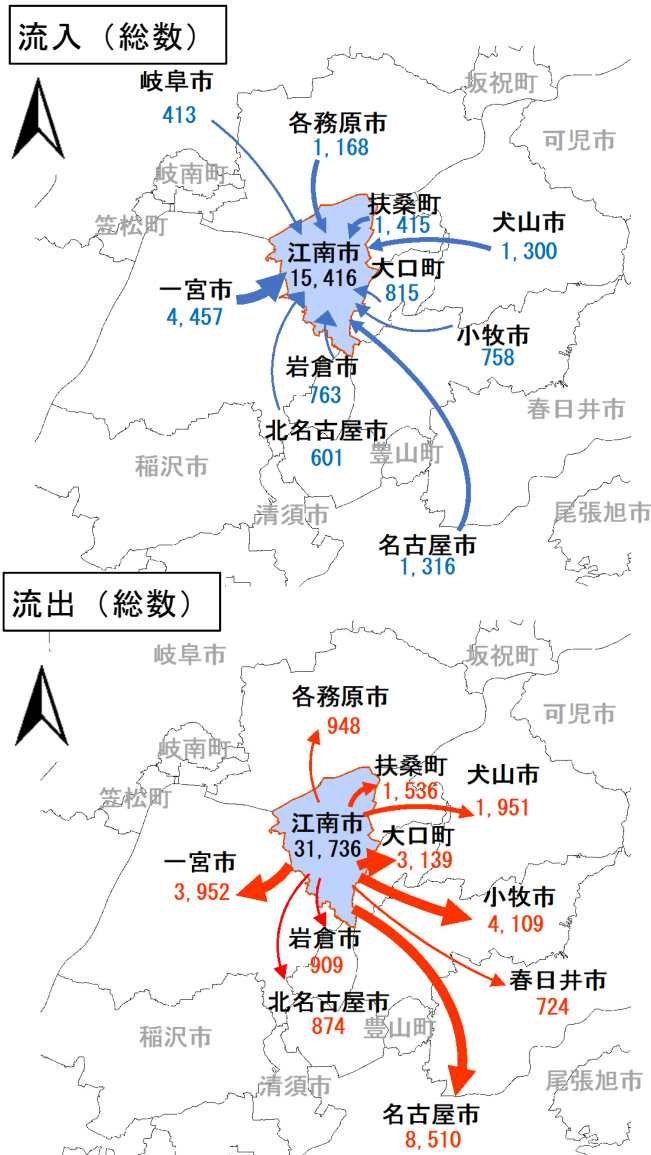 流入（総数）
坂祝町
岐阜市
413
各務原市
1,168
可児市
岐南町
笠松町
扶桑町
1,415
犬山市
1,300
江南市
15,416
大口町
815
一宮市
4,457
小牧市
758
岩倉市
763
春日井市
北名古屋市
601
豊山町
稲沢市
清須市
尾張旭市
名古屋市
1,316
流出（総数）
岐阜市
坂祝町
各務原市
948
可児市
岐南町
笠松町
扶桑町
1,536
犬山市
1,951
江南市
31,736
大口町
3,139
一宮市
3,952
小牧市
4,109
岩倉市
909
春日井市
724
北名古屋市
874
豊山町
稲沢市
清須市
尾張旭市
名古屋市
8,510